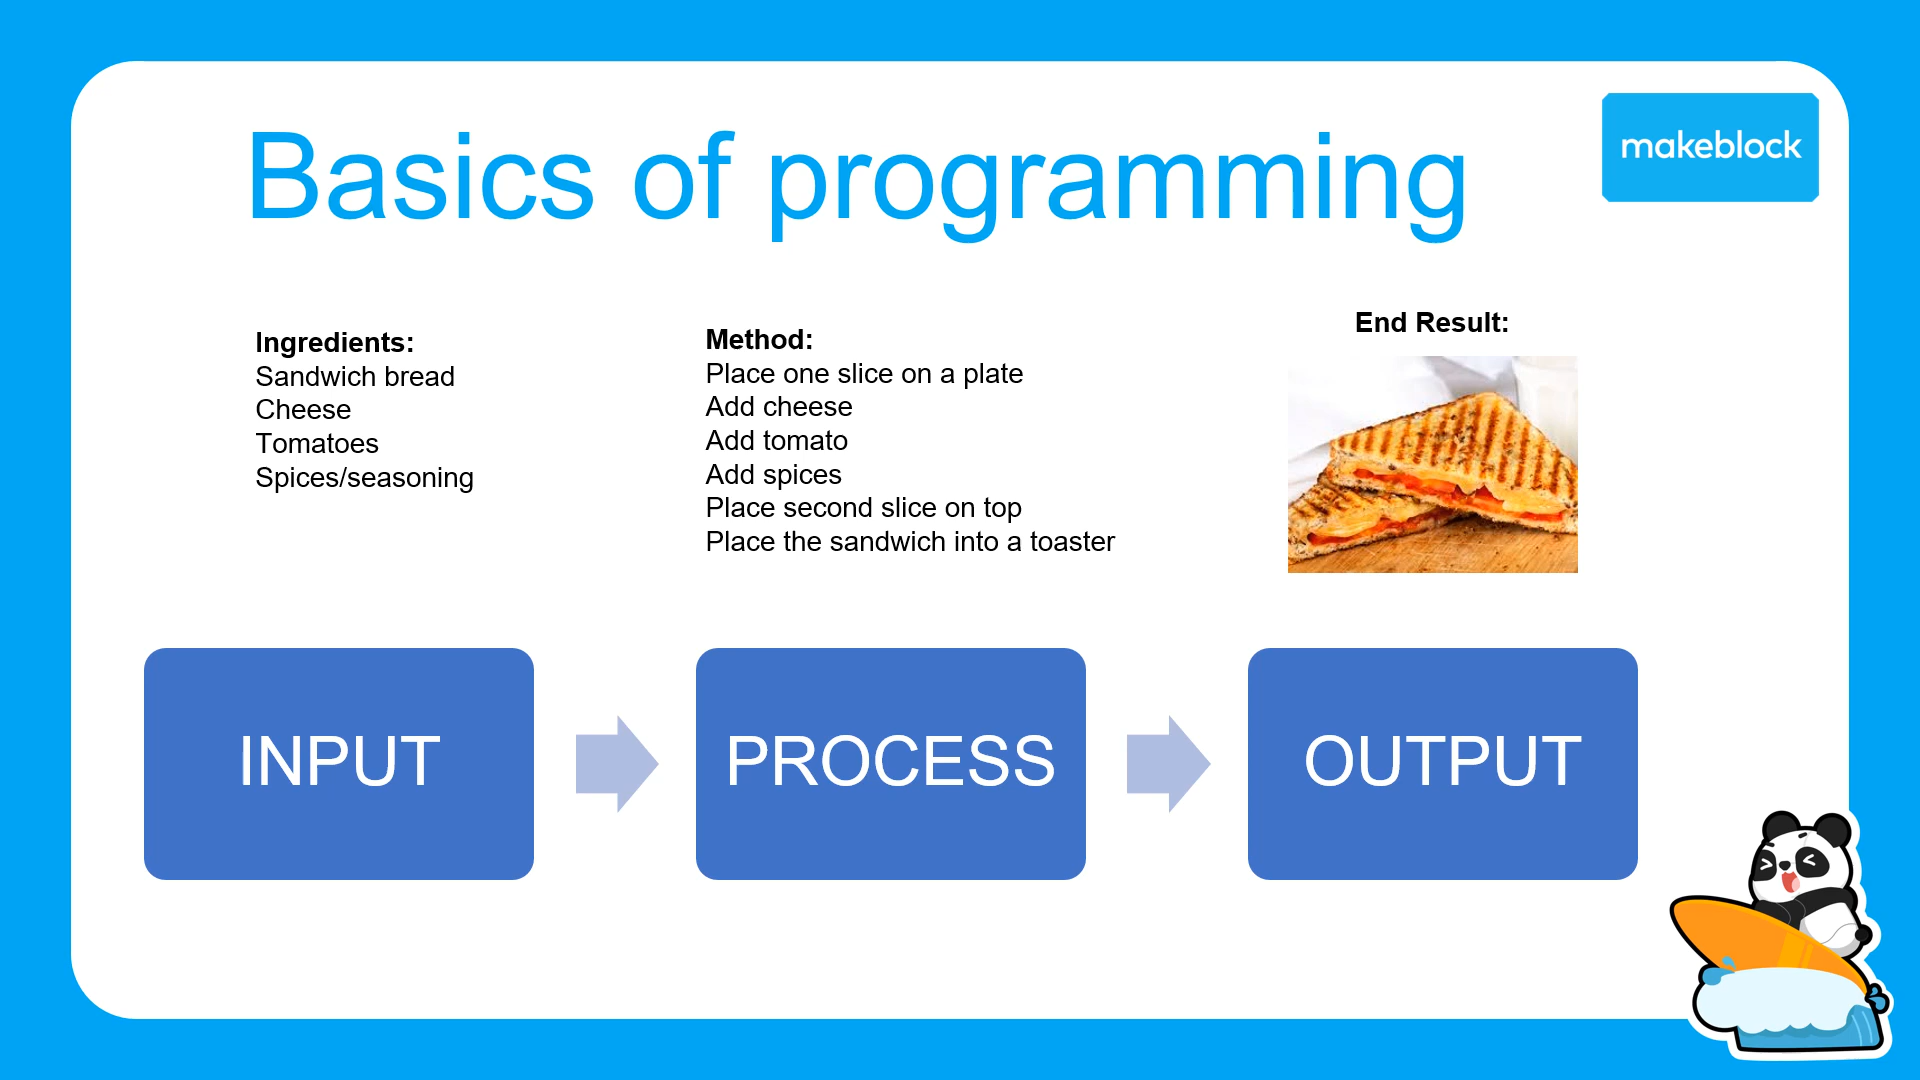 Basics of programming
makeblock
Ingredients:
Sandwich bread
Cheese
Tomatoes
Spices/seasoning
Method:
Place one slice on a plate
Add cheese
Add tomato
Add spices
Place second slice on top
Place the sandwich into a toaster
End Result:
INPUT
PROCESS
OUTPUT